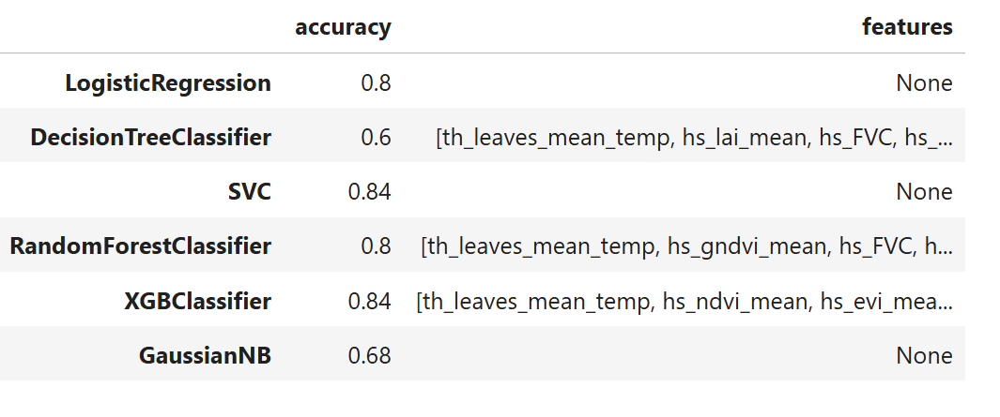 accuracy features
LogisticRegression 0.8 None
DecisionTreeClassifier 0.6 [th_leaves_mean_temp, hs_lai_mean, hs_FVC, hs_...
SVC 0.84 None
RandomForestClassifier 0.8 [th_leaves_mean_temp, hs_gndvi_mean, hs_FVC, h...
XGBClassifier 0.84 [th_leaves_mean_temp, hs_ndvi_mean, hs_evi_mea...
GaussianNB 0.68 None